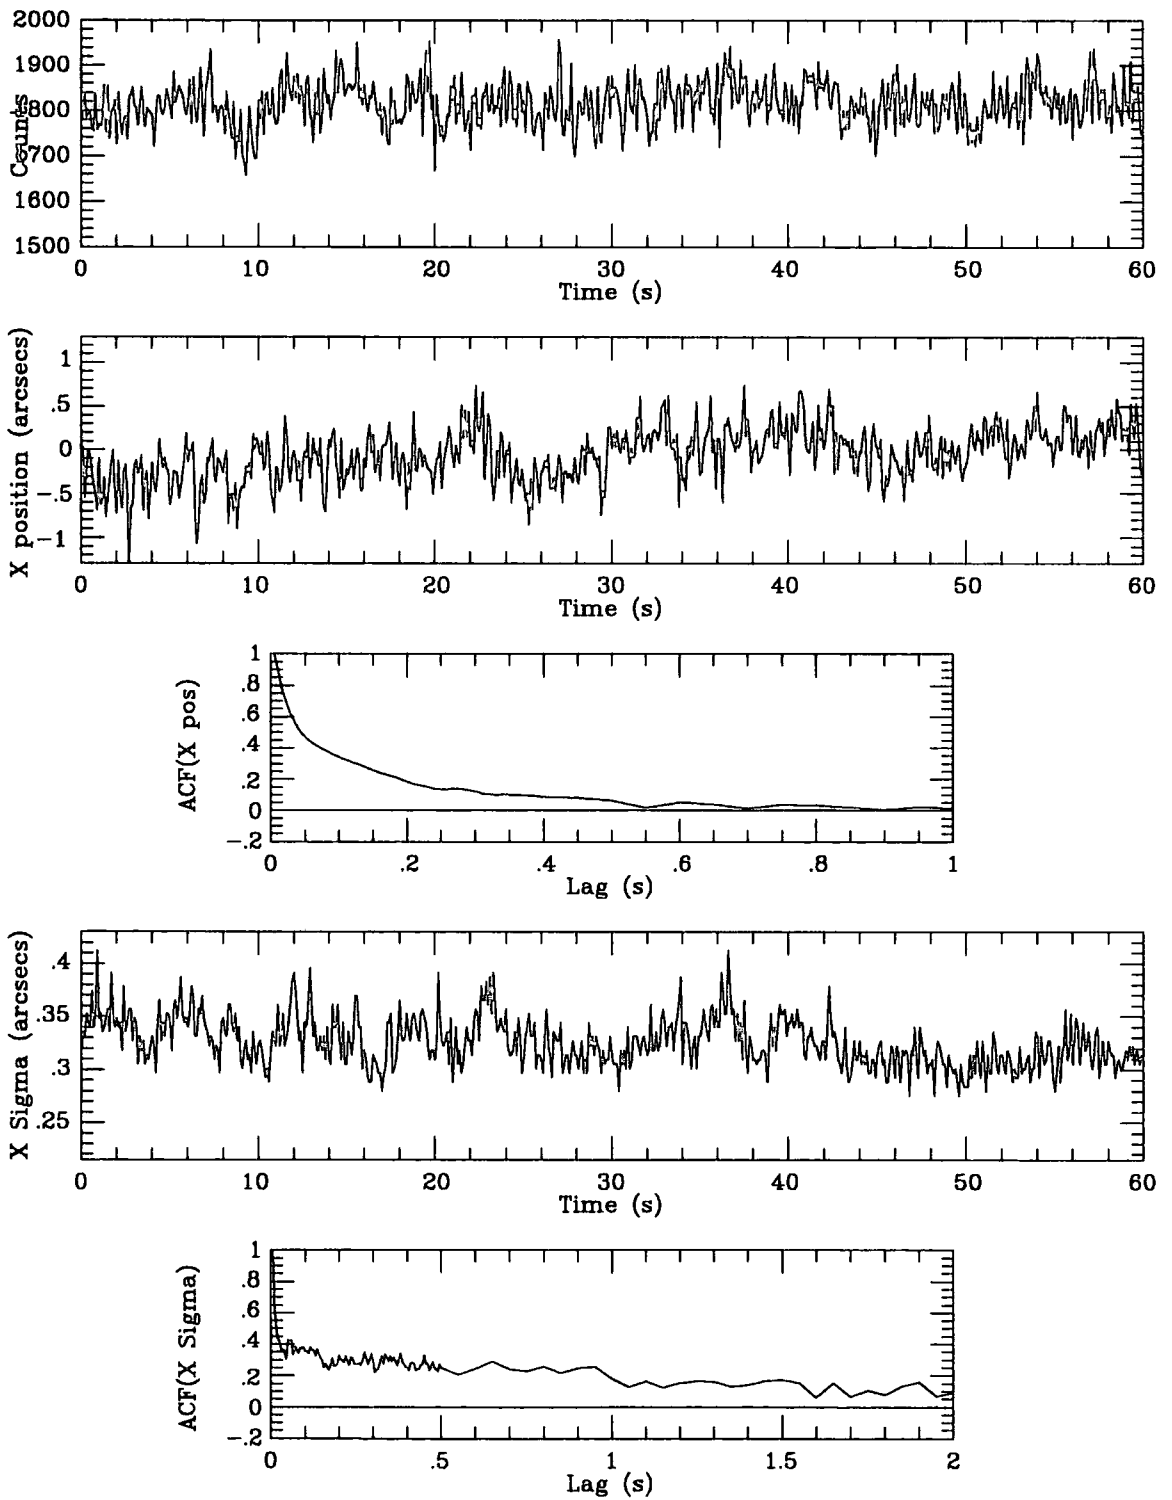 2000
1900
1800
1700
1600
1500
Counts
0 10 20 30 40 50 60
Time (s)
X position (arcsecs)
1
.5
0
-.5
-1
0 10 20 30 40 50 60
Time (s)
ACF(X pos)
1
.8
.6
.4
.2
0
-.2
0 .2 .4 .6 .8 1
Lag (s)
X Sigma (arcsecs)
.4
.35
.3
.25
0 10 20 30 40 50 60
Time (s)
ACF(X Sigma)
1
.8
.6
.4
.2
0
-.2
0 .5 1 1.5 2
Lag (s)